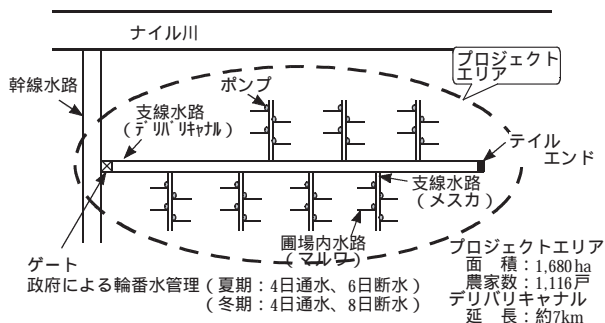 ナイル川
プロジェクト
エリア
幹線水路
ポンプ
支線水路
(デリバリキャナル)
テイル
エンド
支線水路
(メスカ)
圃場内水路
(マルワ)
ゲート
政府による輪番水管理(夏期:4日通水、6日断水)
(冬期:4日通水、8日断水)
プロジェクトエリア
面 積:1,680ha
農家数:1,116戸
デリバリキャナル
延 長:約7km